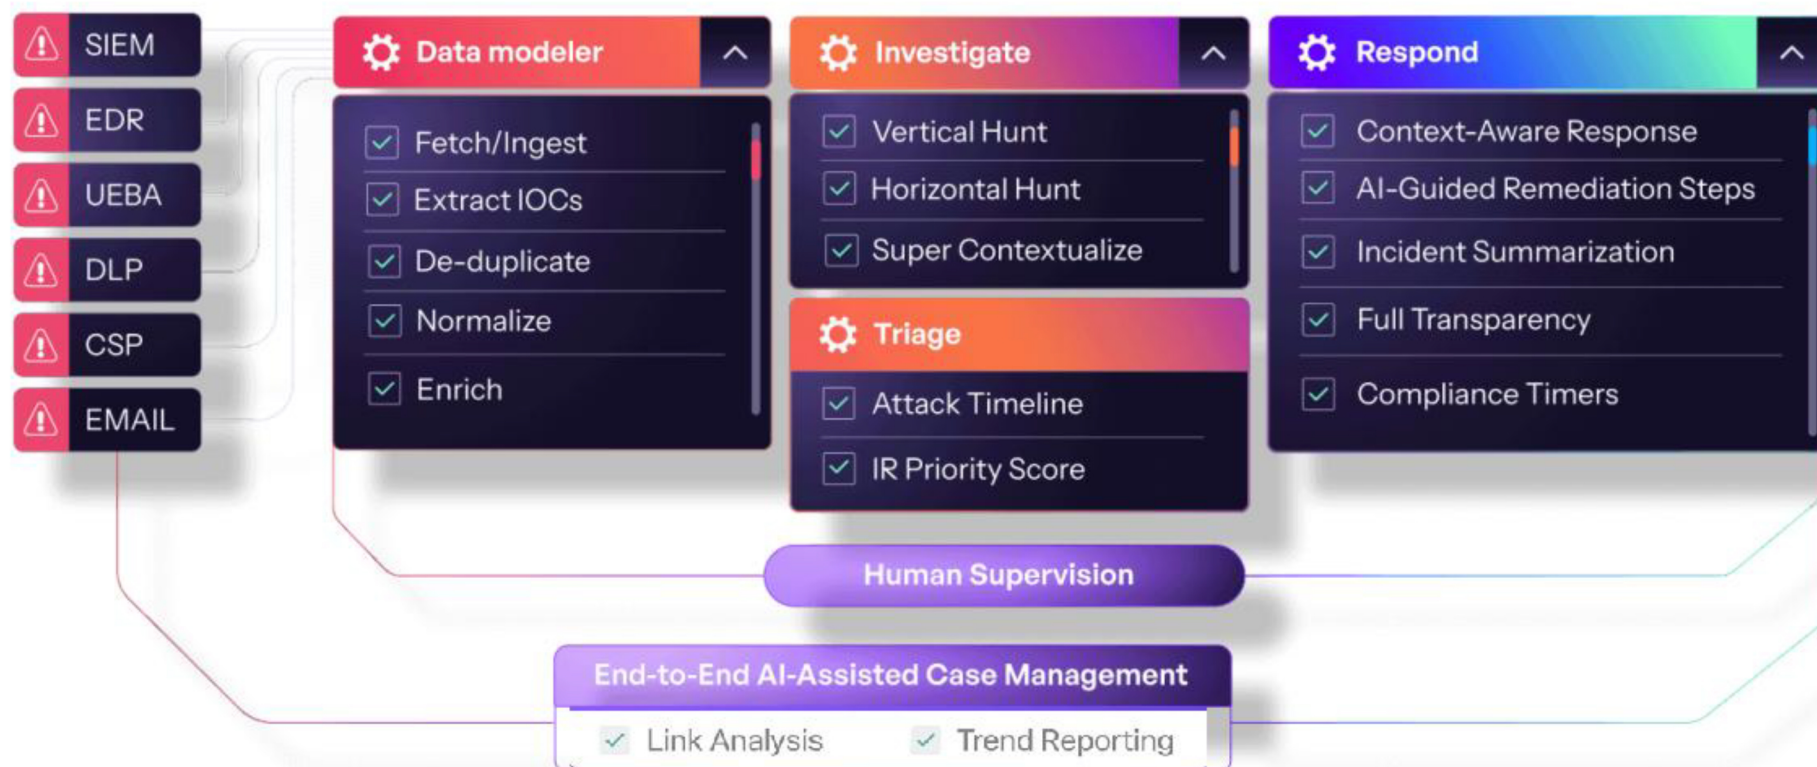 SIEM
EDR
UEBA
DLP
CSP
EMAIL
Data modeler
Fetch/Ingest
Extract IOCs
De-duplicate
Normalize
Enrich
Investigate
Vertical Hunt
Horizontal Hunt
Super Contextualize
Triage
Attack Timeline
IR Priority Score
Respond
Context-Aware Response
AI-Guided Remediation Steps
Incident Summarization
Full Transparency
Compliance Timers
Human Supervision
End-to-End AI-Assisted Case Management
Link Analysis
Trend Reporting